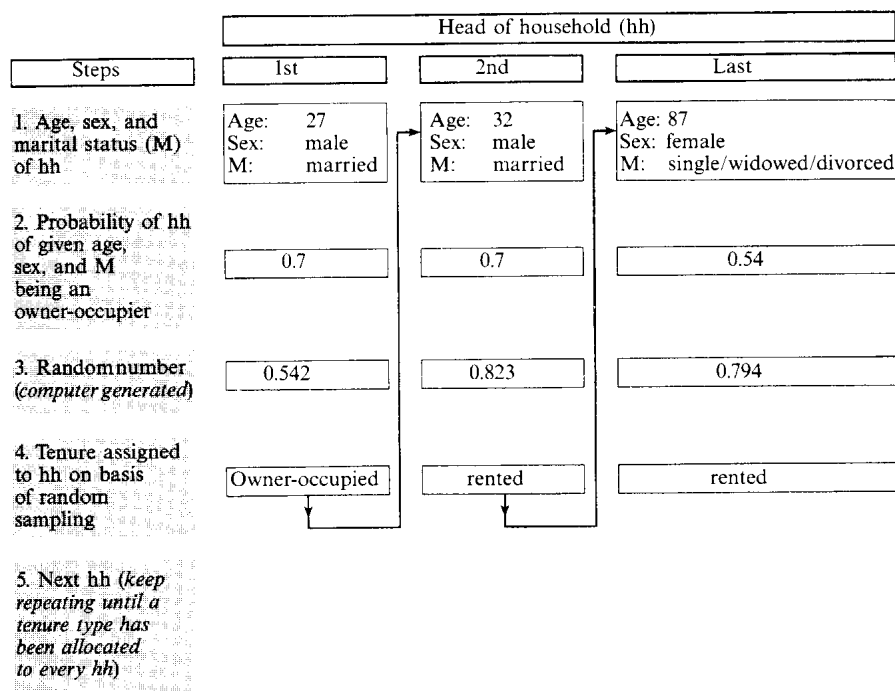 Head of household (hh)
Steps
1st
2nd
Last
1. Age, sex, and
marital status (M)
of hh
Age: 27
Sex: male
M: married
Age: 32
Sex: male
M: married
Age: 87
Sex: female
M: single/widowed/divorced
2. Probability of hh
of given age,
sex, and M
being an
owner-occupier
0.7
0.7
0.54
3. Random number
(computer generated)
0.542
0.823
0.794
4. Tenure assigned
to hh on basis
of random
sampling
Owner-occupied
rented
rented
5. Next hh (keep
repeating until a
tenure type has
been allocated
to every hh)